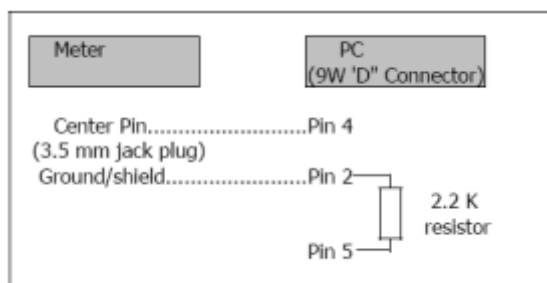 Meter
PC
(9W 'D" Connector)
Center Pin..............................Pin 4
(3.5 mm jack plug)
Ground/shield...........................Pin 2
2.2 K
resistor
Pin 5